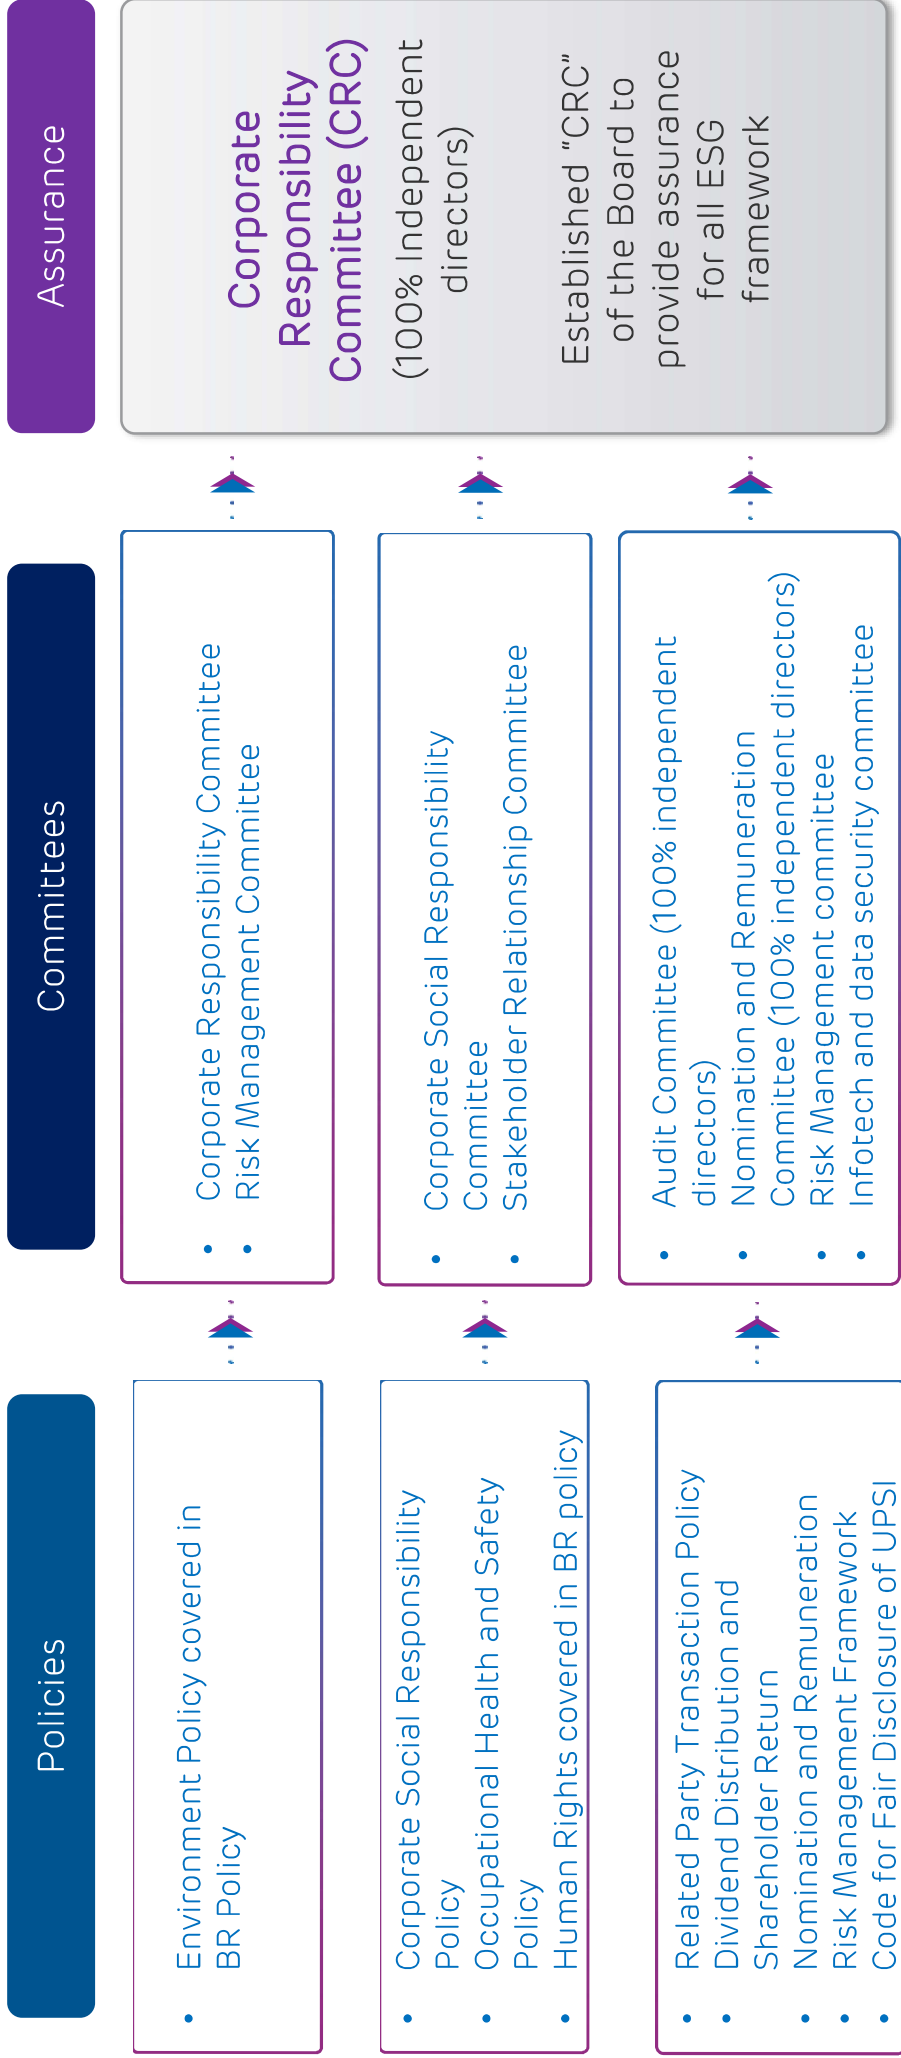 Policies
Committees
Assurance
• Environment Policy covered in
BR Policy
• Corporate Responsibility Committee
• Risk Management Committee
• Corporate Social Responsibility
Policy
• Occupational Health and Safety
Policy
• Human Rights covered in BR policy
• Corporate Social Responsibility
Committee
• Stakeholder Relationship Committee
• Related Party Transaction Policy
• Dividend Distribution and
Shareholder Return
• Nomination and Remuneration
• Risk Management Framework
• Code for Fair Disclosure of UPSI
• Audit Committee (100% independent
directors)
• Nomination and Remuneration
Committee (100% independent directors)
• Risk Management committee
• Infotech and data security committee
Corporate
Responsibility
Committee (CRC)
(100% Independent
directors)
Established "CRC"
of the Board to
provide assurance
for all ESG
framework